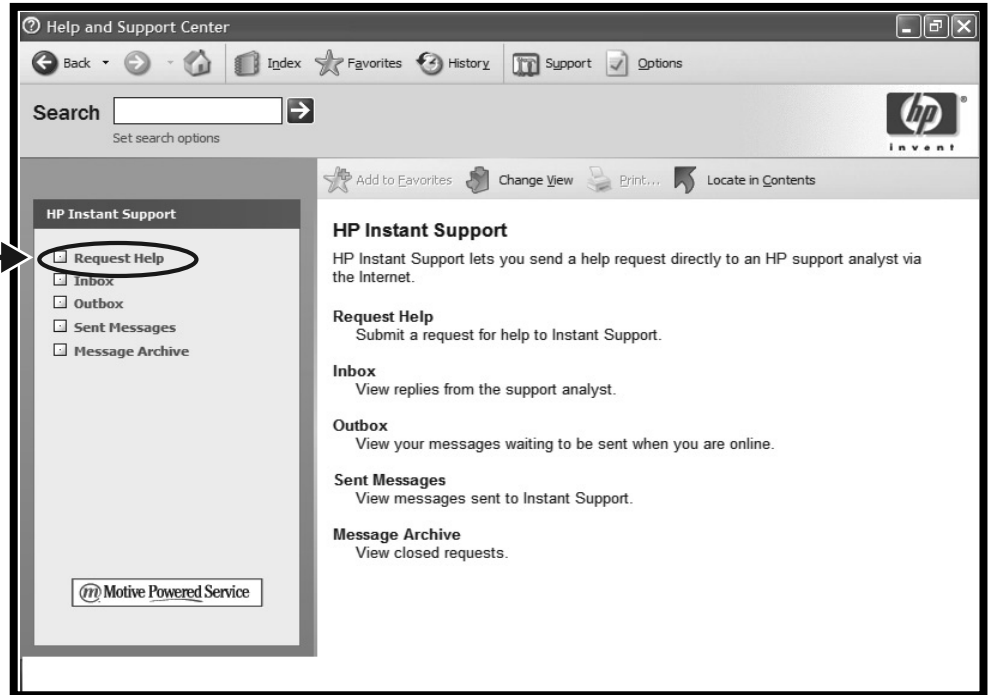 Help and Support Center
Back Index Favorites History Support Options
Search
Set search options
hp
invent
Add to Favorites Change View Print... Locate in Contents
HP Instant Support
Request Help
Inbox
Outbox
Sent Messages
Message Archive
Motive Powered Service
HP Instant Support
HP Instant Support lets you send a help request directly to an HP support analyst via
the Internet.
Request Help
Submit a request for help to Instant Support.
Inbox
View replies from the support analyst.
Outbox
View your messages waiting to be sent when you are online.
Sent Messages
View messages sent to Instant Support.
Message Archive
View closed requests.